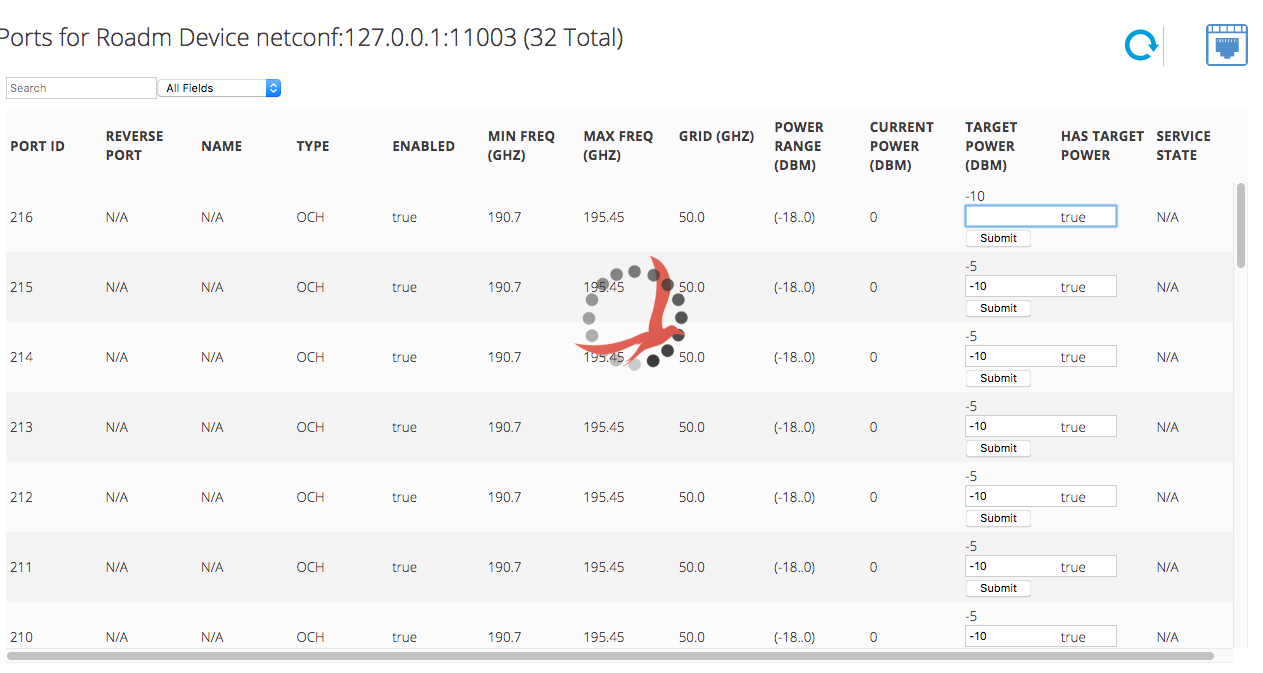 Ports for Roadm Device netconf:127.0.0.1:11003 (32 Total)
Search All Fields
PORT ID REVERSE PORT NAME TYPE ENABLED MIN FREQ (GHZ) MAX FREQ (GHZ) GRID (GHZ) POWER RANGE (DBM) CURRENT POWER (DBM) TARGET POWER (DBM) HAS TARGET POWER SERVICE STATE
-10
216 N/A N/A OCH true 190.7 195.45 50.0 (-18..0) 0 true N/A
Submit
-5
215 N/A N/A OCH true 190.7 195.45 50.0 (-18..0) 0 -10 true N/A
Submit
-5
214 N/A N/A OCH true 190.7 195.45 50.0 (-18..0) 0 -10 true N/A
Submit
-5
213 N/A N/A OCH true 190.7 195.45 50.0 (-18..0) 0 -10 true N/A
Submit
-5
212 N/A N/A OCH true 190.7 195.45 50.0 (-18..0) 0 -10 true N/A
Submit
-5
211 N/A N/A OCH true 190.7 195.45 50.0 (-18..0) 0 -10 true N/A
Submit
-5
210 N/A N/A OCH true 190.7 195.45 50.0 (-18..0) 0 -10 true N/A